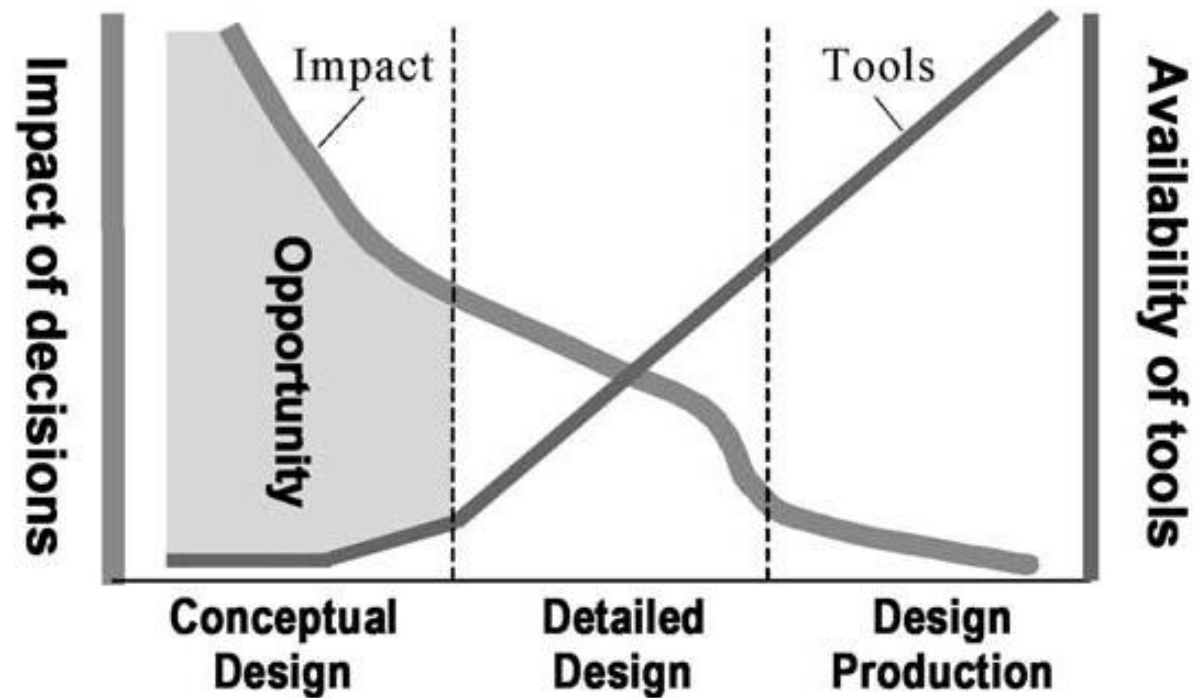 Impact of decisions
Impact
Tools
Opportunity
Availability of tools
Conceptual
Design
Detailed
Design
Design
Production